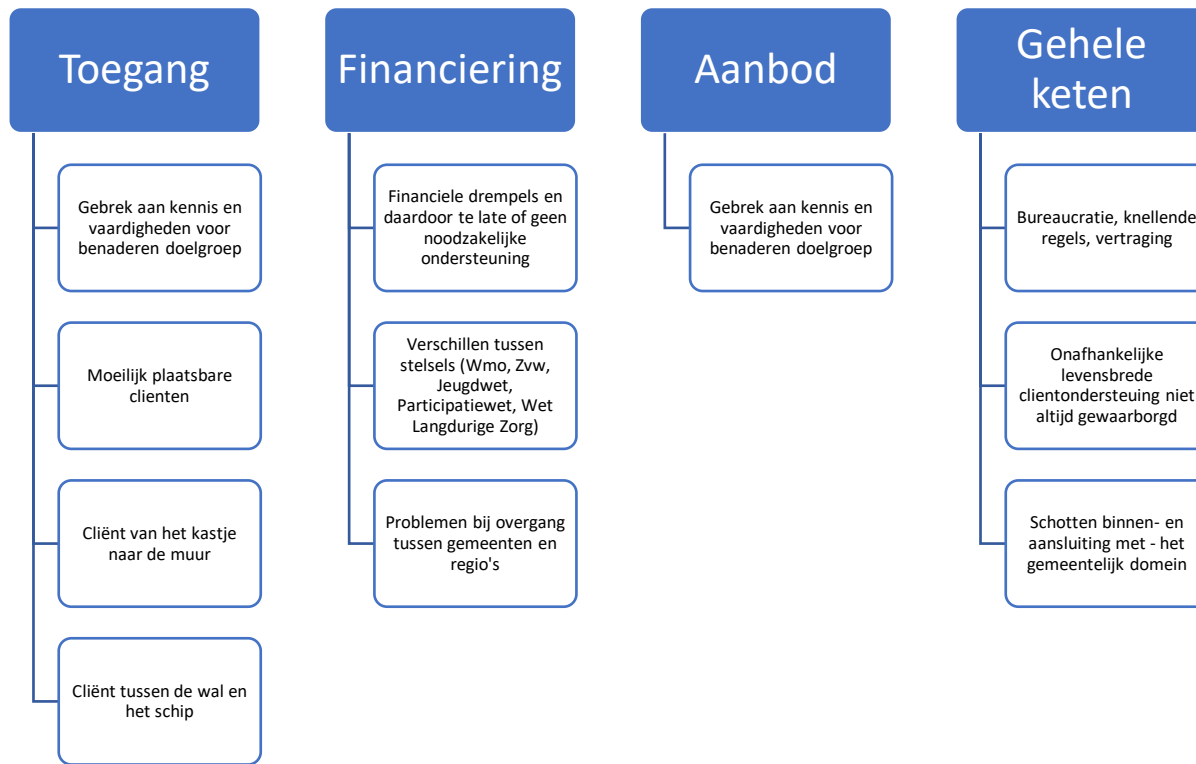 Toegang
Gebrek aan kennis en
vaardigheden voor
benaderen doelgroep
Moeilijk plaatsbare
clienten
Cliënt van het kastje
naar de muur
Cliënt tussen de wal en
het schip
Financiering
Financiele drempels en
daardoor te late of geen
noodzakelijke
ondersteuning
Verschillen tussen
stelsels (Wmo, Zvw,
Jeugdwet,
Participatiewet, Wet
Langdurige Zorg)
Problemen bij overgang
tussen gemeenten en
regio's
Aanbod
Gebrek aan kennis en
vaardigheden voor
benaderen doelgroep
Gehele
keten
Bureaucratie, knellende
regels, vertraging
Onafhankelijke
levensbrede
clientondersteuing niet
altijd gewaarborgd
Schotten binnen- en
aansluiting met - het
gemeentelijk domein